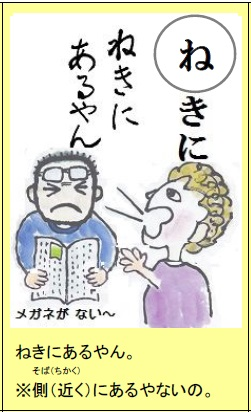 ねきに
ねきに
あるやん
メガネが ない〜
ねきにあるやん。
そば(ちかく)
※側(近く)にあるやないの。